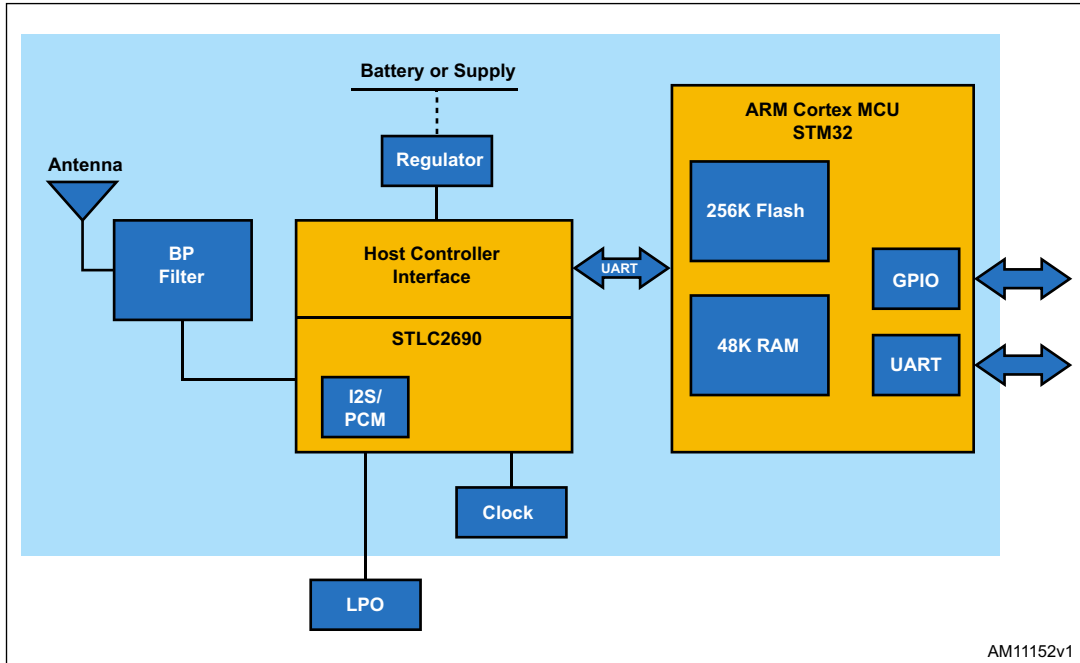 Battery or Supply
ARM Cortex MCU
STM32
Antenna
Regulator
256K Flash
BP
Filter
Host Controller
Interface
UART
GPIO
STLC2690
48K RAM
UART
I2S/
PCM
Clock
LPO
AM11152v1